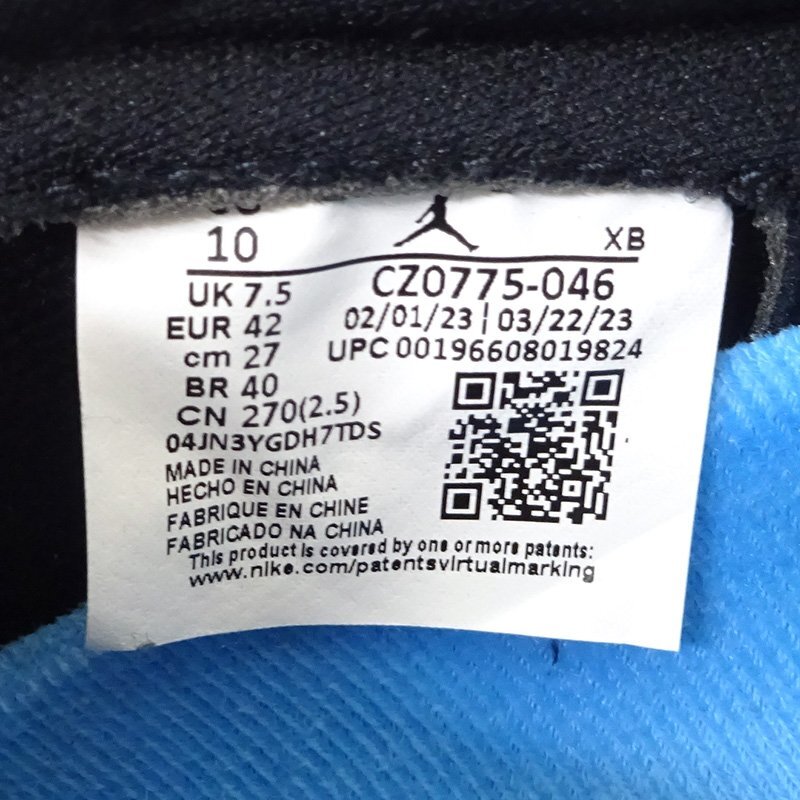 10
XB
UK 7.5
CZ0775-046
EUR 42
02/01/23 | 03/22/23
cm 27
UPC 00196608019824
BR 40
CN 270(2.5)
04JN3YGDH7TDS
MADE IN CHINA
HECHO EN CHINA
FABRIQUE EN CHINE
FABRICADO NA CHINA
This product is covered by one or more patents:
www.nike.com/patentsvirtualmarking